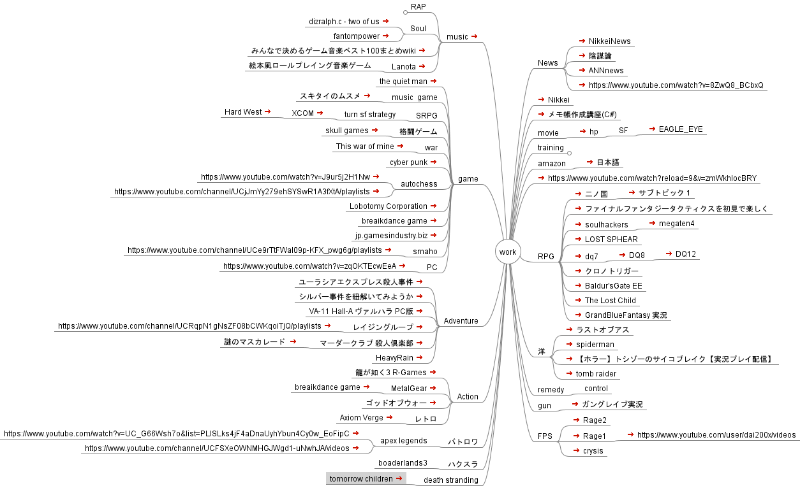 RAP
dizralph.c - two of us
Soul
fantompower
music
みんなで決めるゲーム音楽ベスト100まとめwiki
絵本風ロールプレイング音楽ゲーム
Lanota
the quiet man
スキタイのムスメ
music game
Hard West
XCOM
turn sf strategy
SRPG
skull games
格闘ゲーム
This war of mine
war
cyber punk
game
https://www.youtube.com/watch?v=J9urSj2H1Nw
autochess
https://www.youtube.com/channel/UCjJmYy279ehSYSwR1A3fXtA/playlists
Lobotomy Corporation
breaikdance game
jp.gamesindustry.biz
https://www.youtube.com/channel/UCe9rTtFWaI09p-KFX_pwg6g/playlists
smaho
https://www.youtube.com/watch?v=zqOKTEcwEeA
PC
ユーラシアエクスプレス殺人事件
シルバー事件を紐解いてみようか
VA-11 Hall-A ヴァルハラ PC版
Adventure
https://www.youtube.com/channel/UCRqpN1gNsZF08bCWKqoiTjQ/playlists
レイジングループ
謎のマスカレード
マーダークラブ 殺人倶楽部
HeavyRain
龍が如く3 R-Games
breaikdance game
MetalGear
Action
ゴッドオブウォー
Axiom Verge
レトロ
https://www.youtube.com/watch?v=UC_G66Wsh7o&list=PLISLks4jF4aDnaUyhYbun4Cy0w_EoFipC
apex legends
バトロワ
https://www.youtube.com/channel/UCFSXeOWNMHGJWgd1-uNwhJA/videos
boaderlands3
ハクスラ
tomorrow children
death stranding
work
News
NikkeiNews
陰謀論
ANNnews
https://www.youtube.com/watch?v=8ZwQ8_BCbxQ
Nikkei
メモ帳作成講座(C#)
movie
hp
SF
EAGLE_EYE
training
amazon
日本語
https://www.youtube.com/watch?reload=9&v=zmWkhlocBRY
RPG
二ノ国
サブトピック 1
ファイナルファンタジータクティクスを初見で楽しく
soulhackers
megaten4
LOST SPHEAR
dq7
DQ8
DQ12
クロノトリガー
Baldur'sGate EE
The Lost Child
GrandBlueFantasy 実況
洋
ラストオブアス
spiderman
【ホラー】トシゾーのサイコブレイク【実況プレイ配信】
tomb raider
remedy
control
gun
ガングレイブ実況
FPS
Rage2
Rage1
https://www.youtube.com/user/dai200x/videos
crysis